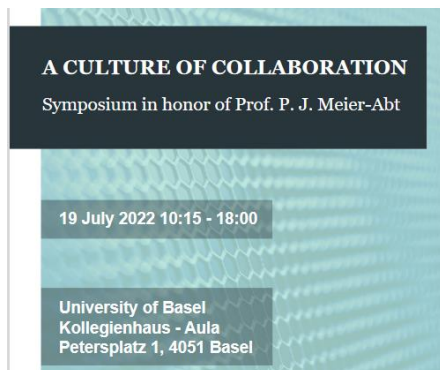 A CULTURE OF COLLABORATION
Symposium in honor of Prof. P. J. Meier-Abt
19 July 2022 10:15 - 18:00
University of Basel
Kollegienhaus - Aula
Petersplatz 1, 4051 Basel